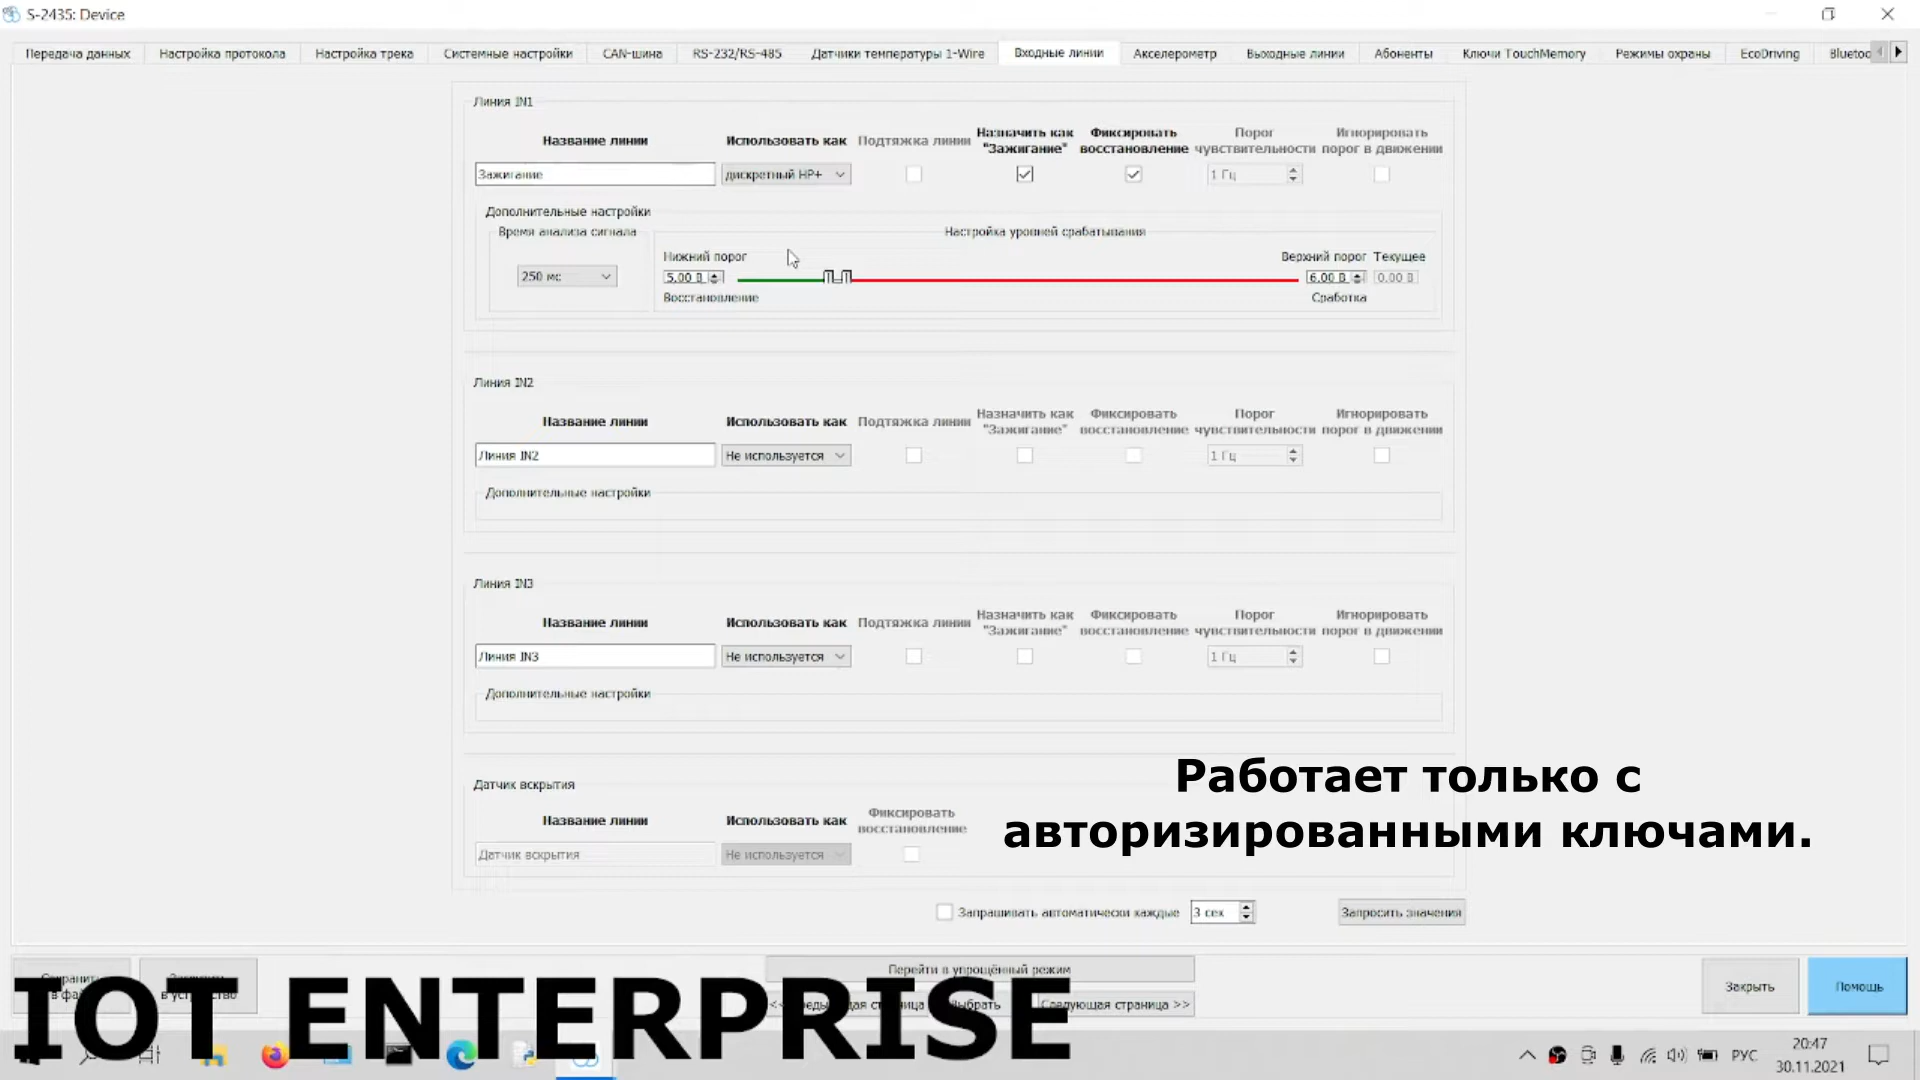 S-2435: Device
Передача данных Настройка протокола Настройка трека Системные настройки CAN-шина RS-232/RS-485 Датчики температуры 1-Wire Входные линии Акселерометр Выходные линии Абоненты Ключи TouchMemory Режимы охраны EcoDriving Bluetoo
Линия IN1
Название линии Использовать как Подтяжка линии Назначить как "Зажигание" Фиксировать восстановление Порог чувствительности Игнорировать порог в движении
Зажигание дискретный НР+ 1 Гц
Дополнительные настройки
Время анализа сигнала Настройка уровней срабатывания
Нижний порог Верхний порог Текущее
250 мс 5.00 В 6.00 В 0.00 В
Восстановление Сработка
Линия IN2
Название линии Использовать как Подтяжка линии Назначить как "Зажигание" Фиксировать восстановление Порог чувствительности Игнорировать порог в движении
Линия IN2 Не используется 1 Гц
Дополнительные настройки
Линия IN3
Название линии Использовать как Подтяжка линии Назначить как "Зажигание" Фиксировать восстановление Порог чувствительности Игнорировать порог в движении
Линия IN3 Не используется 1 Гц
Дополнительные настройки
Датчик вскрытия
Название линии Использовать как Фиксировать восстановление
Датчик вскрытия Не используется
Работает только с
авторизированными ключами.
Запрашивать автоматически каждые 3 сек Запросить значения
Перейти в упрощённый режим
Следующая страница >>
Закрыть Помощь
IOT ENTERPRISE
РУС 20:47
30.11.2021